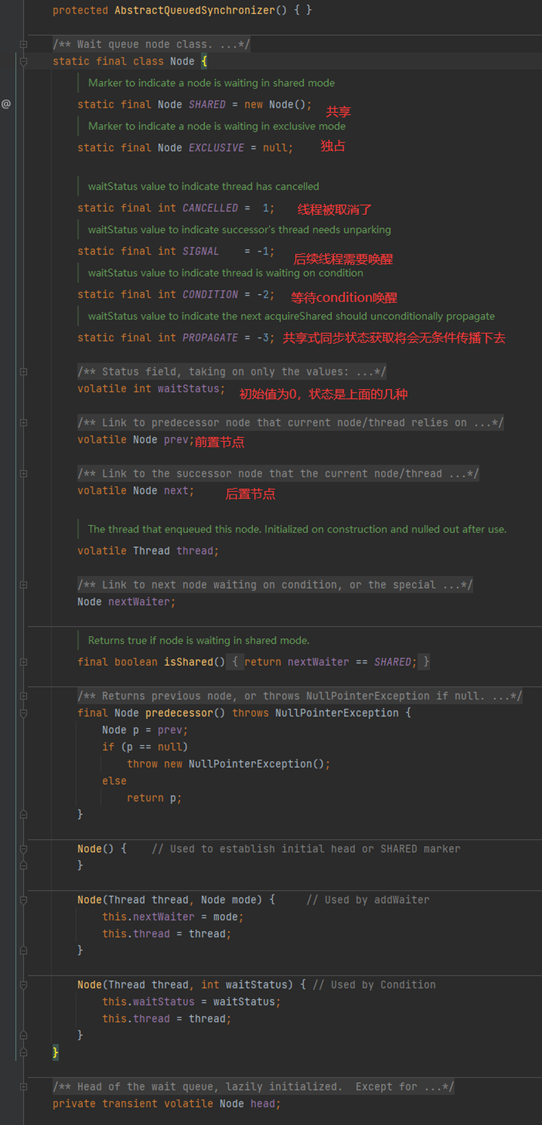 protected AbstractQueuedSynchronizer() { }
/** Wait queue node class. ...*/
static final class Node {
Marker to indicate a node is waiting in shared mode
@ static final Node SHARED = new Node(); 共享
Marker to indicate a node is waiting in exclusive mode
static final Node EXCLUSIVE = null; 独占
waitStatus value to indicate thread has cancelled
static final int CANCELLED = 1; 线程被取消了
waitStatus value to indicate successor's thread needs unparking
static final int SIGNAL = -1; 后续线程需要唤醒
waitStatus value to indicate thread is waiting on condition
static final int CONDITION = -2; 等待condition唤醒
waitStatus value to indicate the next acquireShared should unconditionally propagate
static final int PROPAGATE = -3; 共享式同步状态获取将会无条件传播下去
/** Status field, taking on only the values: ...*/
volatile int waitStatus; 初始值为0，状态是上面的几种
/** Link to predecessor node that current node/thread relies on ...*/
volatile Node prev; 前置节点
/** Link to the successor node that the current node/thread ...*/
volatile Node next; 后置节点
The thread that enqueued this node. Initialized on construction and nulled out after use.
volatile Thread thread;
/** Link to next node waiting on condition, or the special ...*/
Node nextWaiter;
Returns true if node is waiting in shared mode.
final boolean isShared() { return nextWaiter == SHARED; }
/** Returns previous node, or throws NullPointerException if null. ...*/
final Node predecessor() throws NullPointerException {
Node p = prev;
if (p == null)
throw new NullPointerException();
else
return p;
}
Node() { // Used to establish initial head or SHARED marker
}
Node(Thread thread, Node mode) { // Used by addWaiter
this.nextWaiter = mode;
this.thread = thread;
}
Node(Thread thread, int waitStatus) { // Used by Condition
this.waitStatus = waitStatus;
this.thread = thread;
}
}
/** Head of the wait queue, lazily initialized. Except for ...*/
private transient volatile Node head;